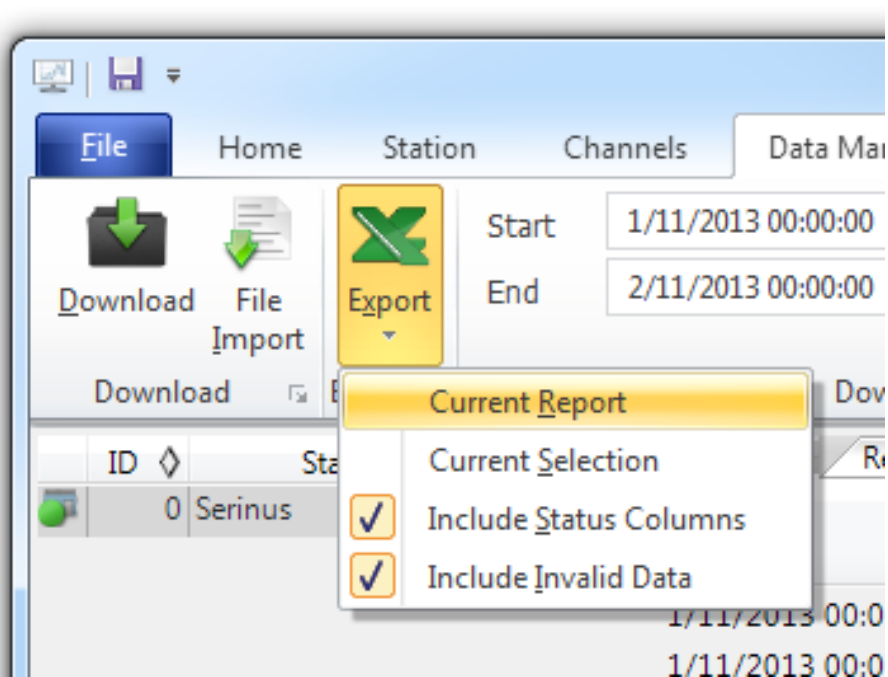 File Home Station Channels Data Mar
Start 1/11/2013 00:00:00
Download File Import Export End 2/11/2013 00:00:00
Download
Current Report
Current Selection
Include Status Columns
Include Invalid Data
ID Sta
0 Serinus
1/11/2013 00:0
1/11/2013 00:0